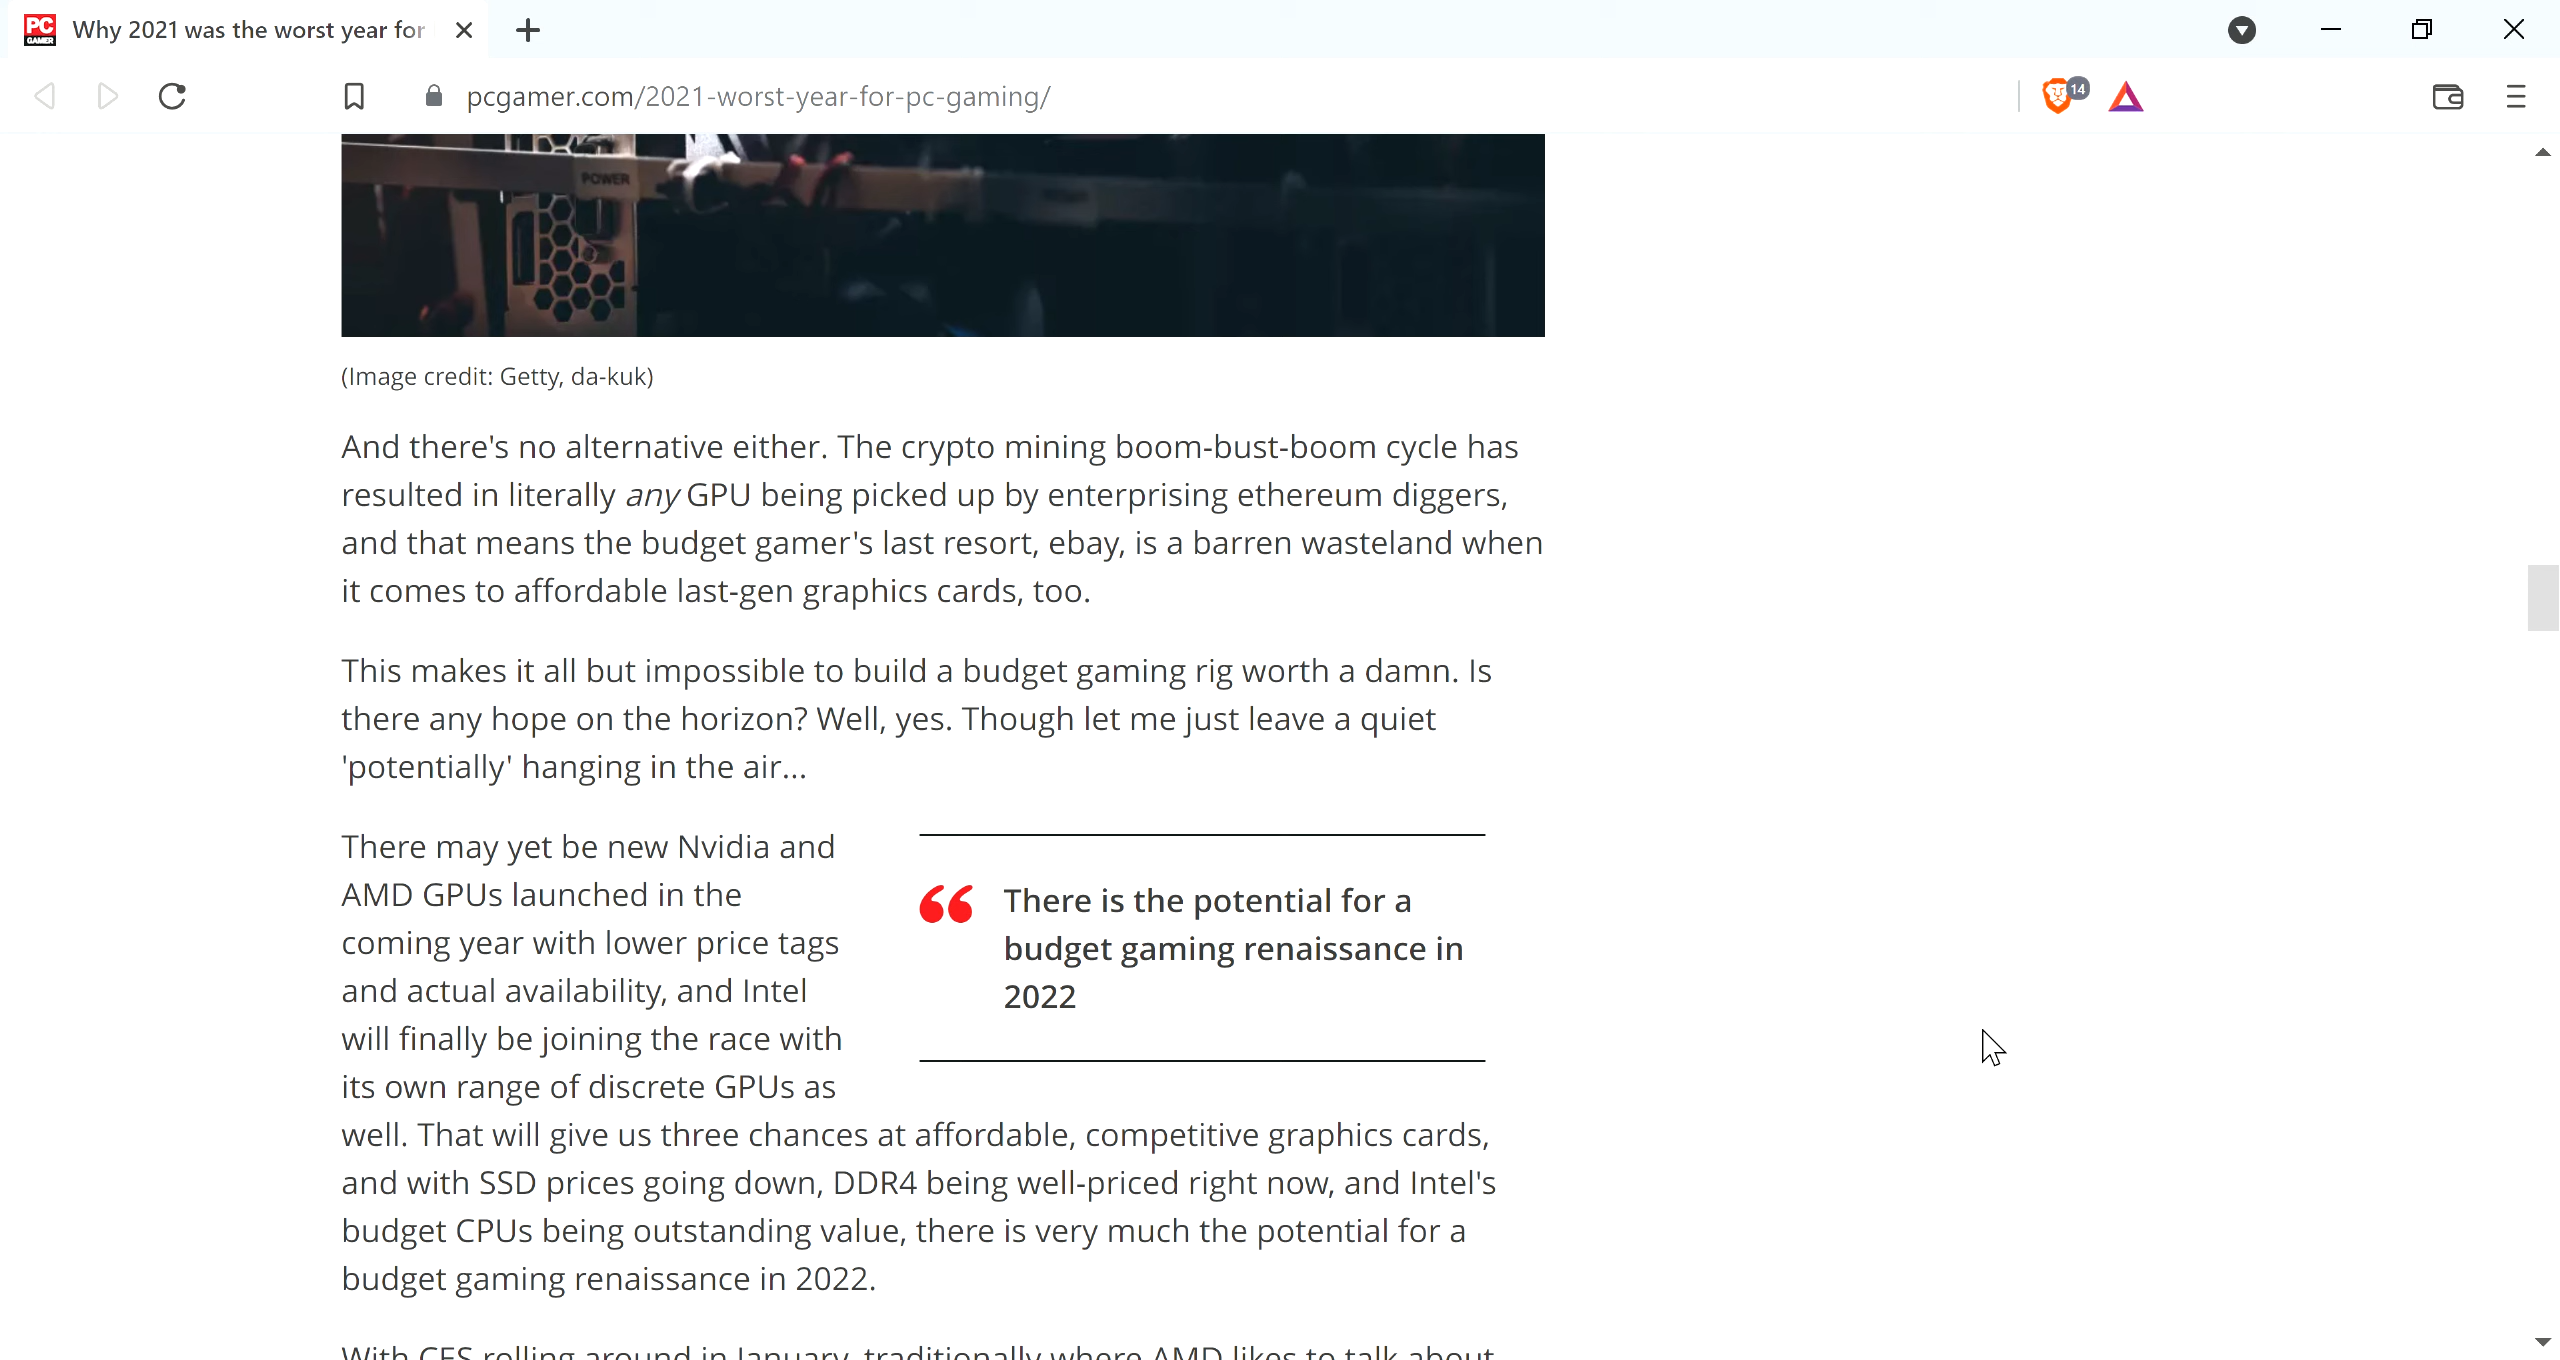 PC
GAMER
Why 2021 was the worst year for
pcgamer.com/2021-worst-year-for-pc-gaming/
14
POWER
(Image credit: Getty, da-kuk)
And there's no alternative either. The crypto mining boom-bust-boom cycle has
resulted in literally any GPU being picked up by enterprising ethereum diggers,
and that means the budget gamer's last resort, ebay, is a barren wasteland when
it comes to affordable last-gen graphics cards, too.
This makes it all but impossible to build a budget gaming rig worth a damn. Is
there any hope on the horizon? Well, yes. Though let me just leave a quiet
'potentially' hanging in the air...
There may yet be new Nvidia and
AMD GPUs launched in the
coming year with lower price tags
and actual availability, and Intel
will finally be joining the race with
its own range of discrete GPUs as
well. That will give us three chances at affordable, competitive graphics cards,
and with SSD prices going down, DDR4 being well-priced right now, and Intel's
budget CPUs being outstanding value, there is very much the potential for a
budget gaming renaissance in 2022.
“ There is the potential for a
budget gaming renaissance in
2022
With CES rolling around in January, traditionally where AMD likes to talk about